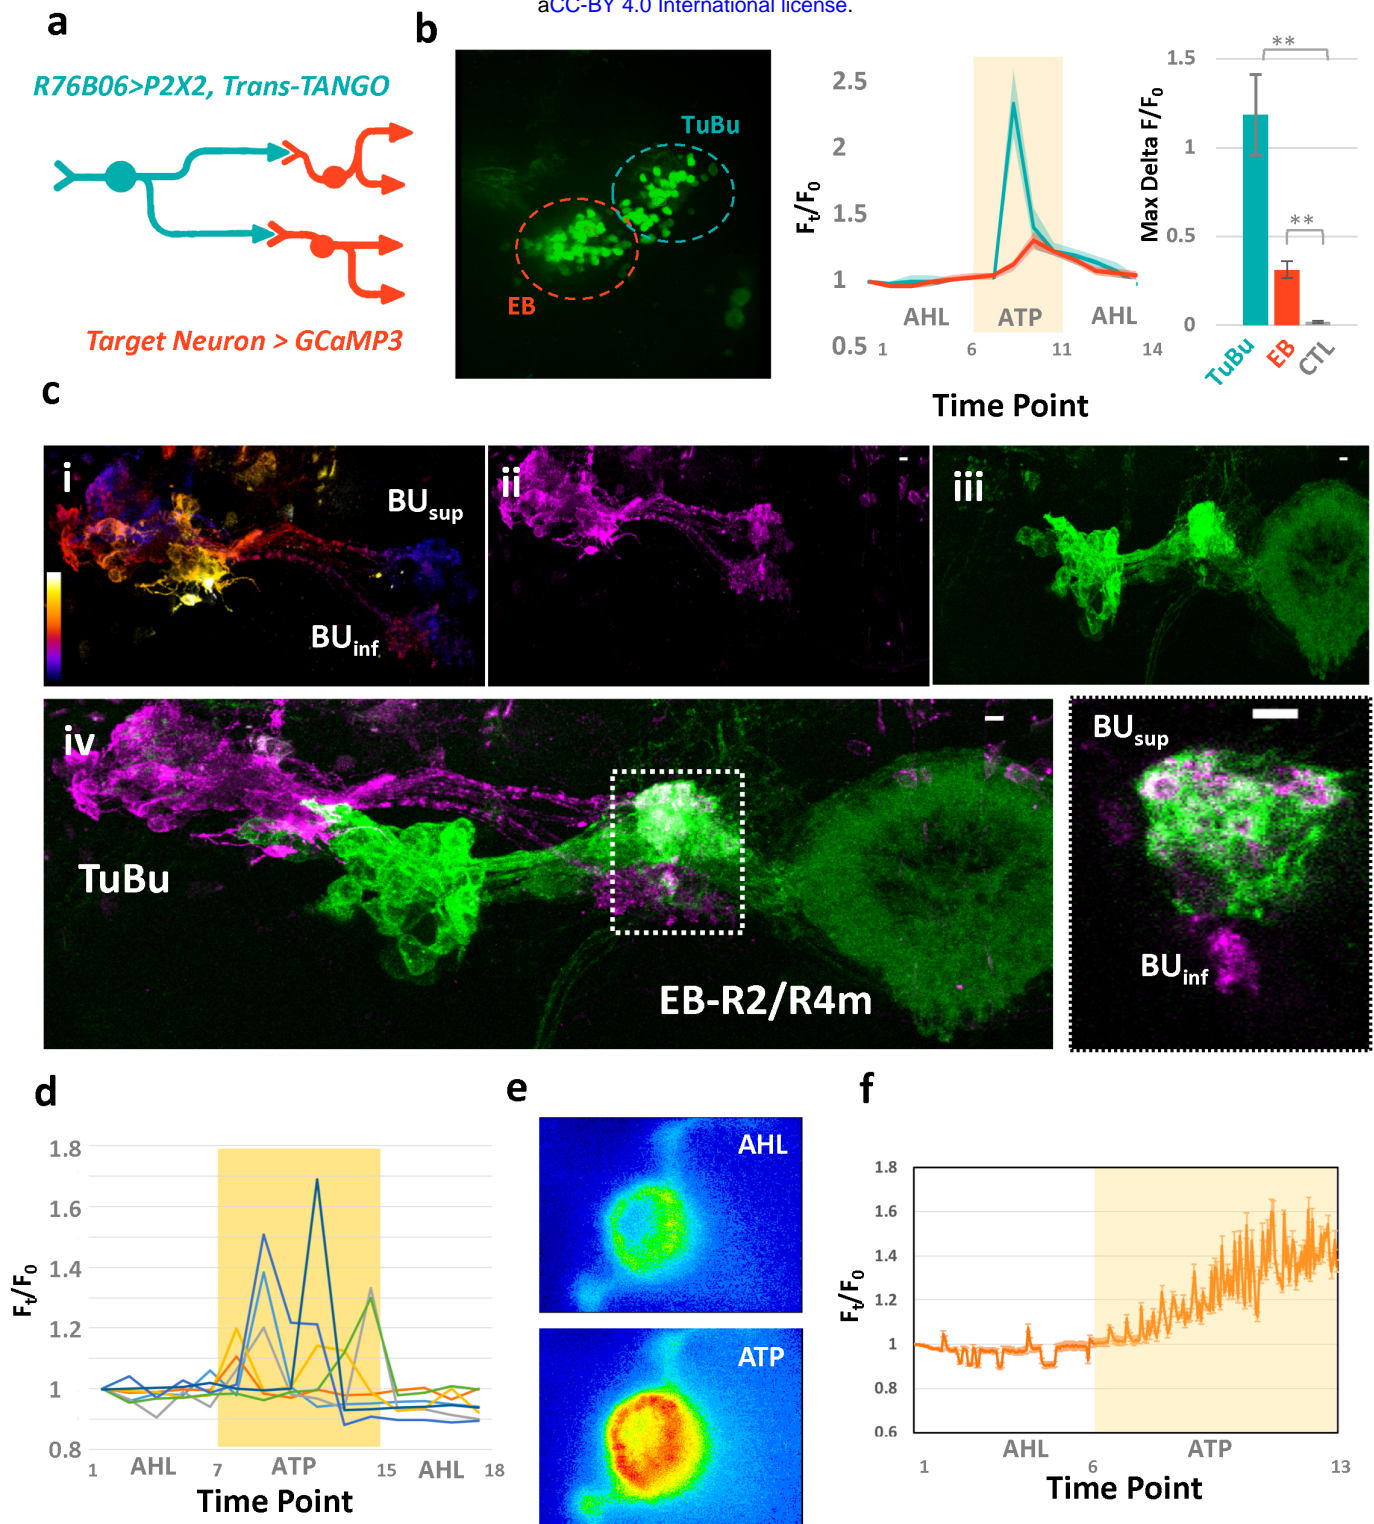 aCC-BY 4.0 International license.
a
R76B06>P2X2, Trans-TANGO
Target Neuron > GCaMP3
b
TuBu
EB
Ft/F0
2.5
2
1.5
1
0.5
AHL ATP AHL
1 6 11 14
Time Point
Max Delta F/F0
1.5
1
0.5
0
**
**
TuBu EB CTL
c
i
BUsup
BUinf
ii
iii
iv
TuBu
EB-R2/R4m
BUsup
BUinf
d
Ft/F0
1.8
1.6
1.4
1.2
1
0.8
1 AHL 7 ATP 15 AHL 18
Time Point
e
AHL
ATP
f
Ft/F0
1.8
1.6
1.4
1.2
1
0.8
0.6
AHL ATP
1 6 13
Time Point